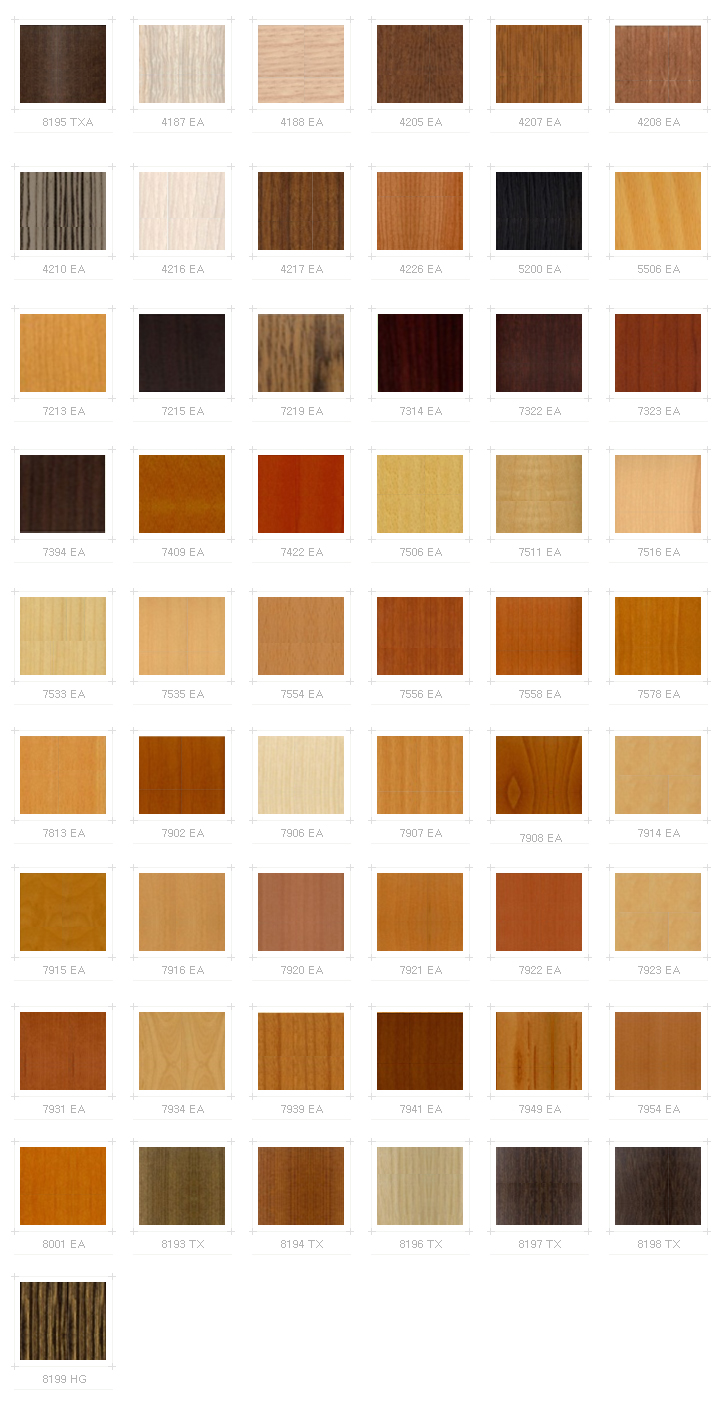 8195 TXA
4187 EA
4188 EA
4205 EA
4207 EA
4208 EA
4210 EA
4216 EA
4217 EA
4226 EA
5200 EA
5506 EA
7213 EA
7215 EA
7219 EA
7314 EA
7322 EA
7323 EA
7394 EA
7409 EA
7422 EA
7506 EA
7511 EA
7516 EA
7533 EA
7535 EA
7554 EA
7556 EA
7558 EA
7578 EA
7813 EA
7902 EA
7906 EA
7907 EA
7908 EA
7914 EA
7915 EA
7916 EA
7920 EA
7921 EA
7922 EA
7923 EA
7931 EA
7934 EA
7939 EA
7941 EA
7949 EA
7954 EA
8001 EA
8193 TX
8194 TX
8196 TX
8197 TX
8198 TX
8199 HG